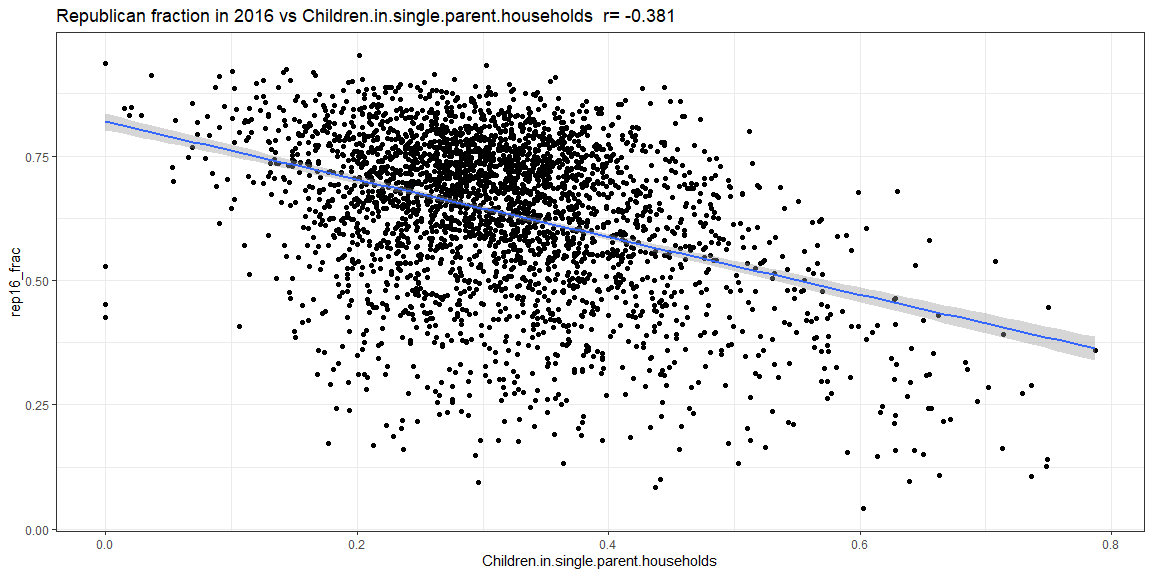 Republican fraction in 2016 vs Children.in.single.parent.households r= -0.381
rep16_frac
0.75
0.50
0.25
0.00
0.0 0.2 0.4 0.6 0.8
Children.in.single.parent.households